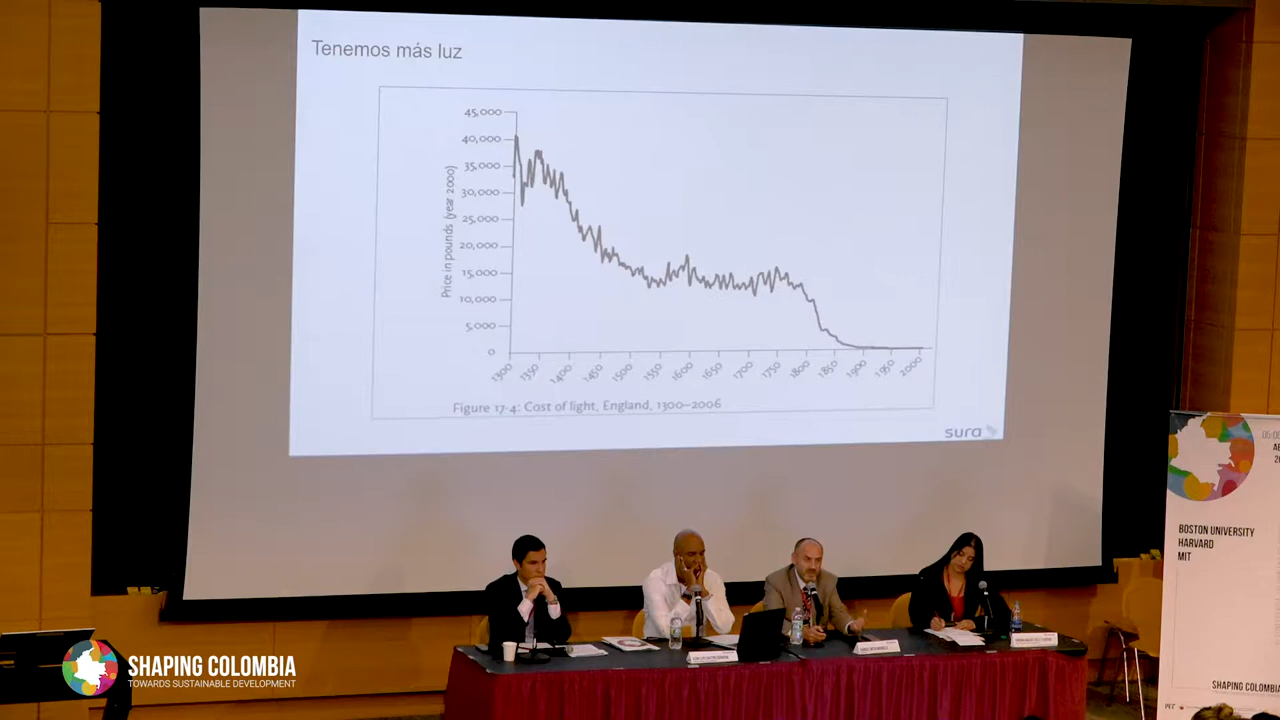 Tenemos más luz
45,000
40,000
35,000
30,000
25,000
20,000
15,000
10,000
5,000
0
Price in pounds (year 2000)
1300 1350 1400 1450 1500 1550 1600 1650 1700 1750 1800 1850 1900 1950 2000
Figure 17-4: Cost of light, England, 1300–2006
sura
BOSTON UNIVERSITY
HARVARD
MIT
SHAPING COLOMBIA
TOWARDS SUSTAINABLE DEVELOPMENT
SHAPING COLOMBIA